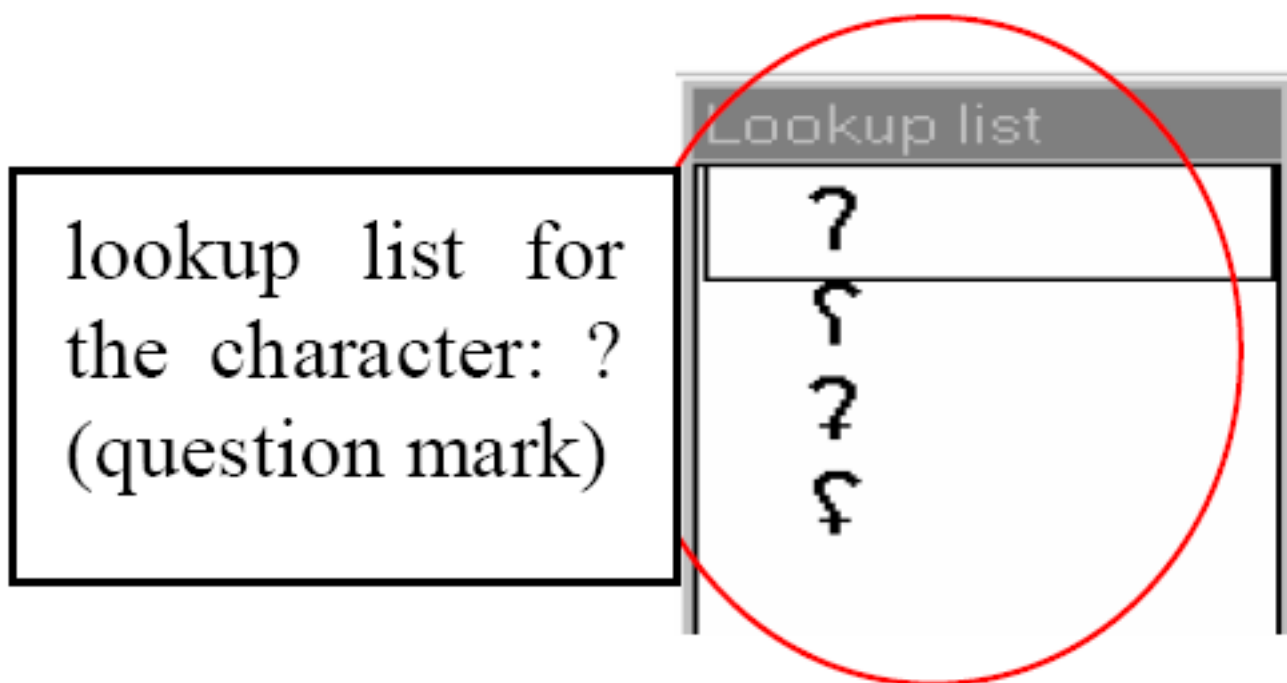 lookup list for
the character: ?
(question mark)
Lookup list
ʔ
ʕ
ʡ
ʢ